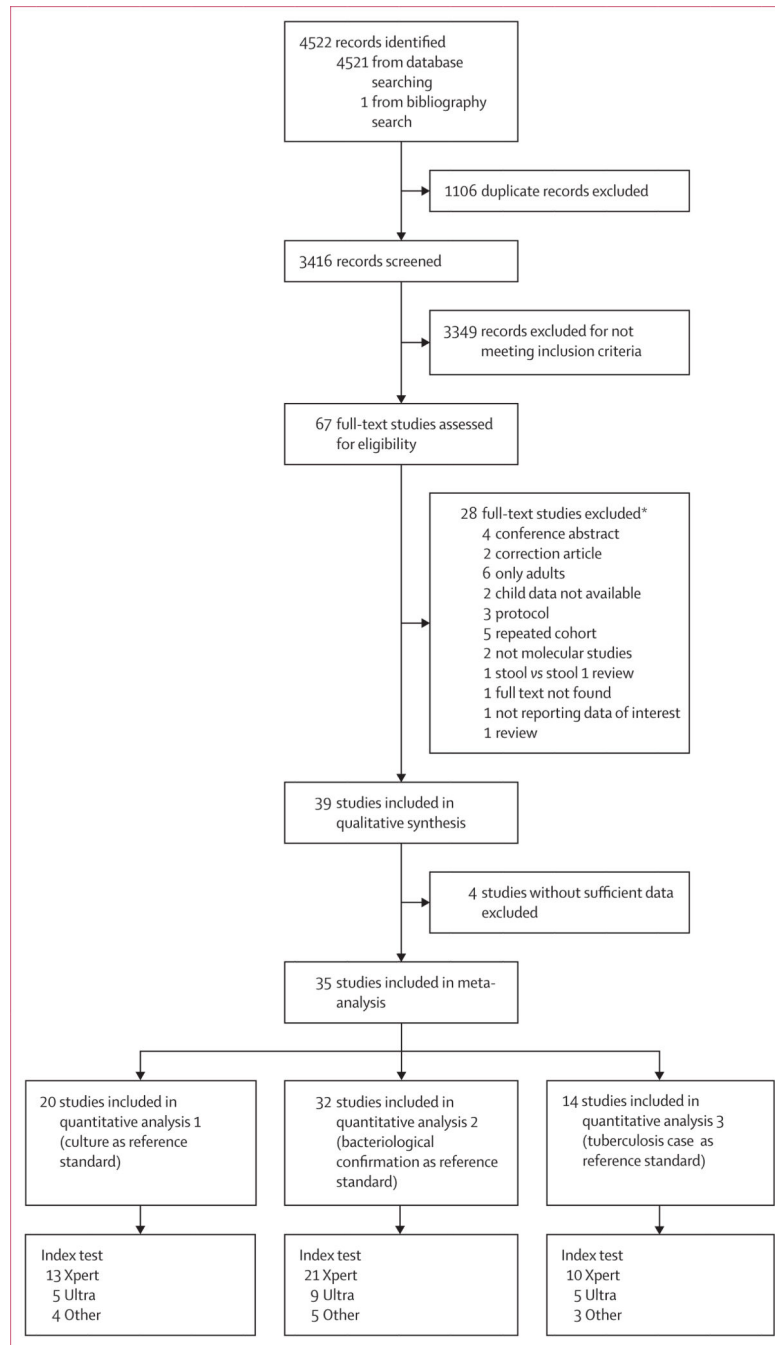 4522 records identified
4521 from database
searching
1 from bibliography
search
1106 duplicate records excluded
3416 records screened
3349 records excluded for not
meeting inclusion criteria
67 full-text studies assessed
for eligibility
28 full-text studies excluded*
4 conference abstract
2 correction article
6 only adults
2 child data not available
3 protocol
5 repeated cohort
2 not molecular studies
1 stool vs stool 1 review
1 full text not found
1 not reporting data of interest
1 review
39 studies included in
qualitative synthesis
4 studies without sufficient data
excluded
35 studies included in meta-
analysis
20 studies included in
quantitative analysis 1
(culture as reference
standard)
32 studies included in
quantitative analysis 2
(bacteriological
confirmation as reference
standard)
14 studies included in
quantitative analysis 3
(tuberculosis case as
reference standard)
Index test
13 Xpert
5 Ultra
4 Other
Index test
21 Xpert
9 Ultra
5 Other
Index test
10 Xpert
5 Ultra
3 Other